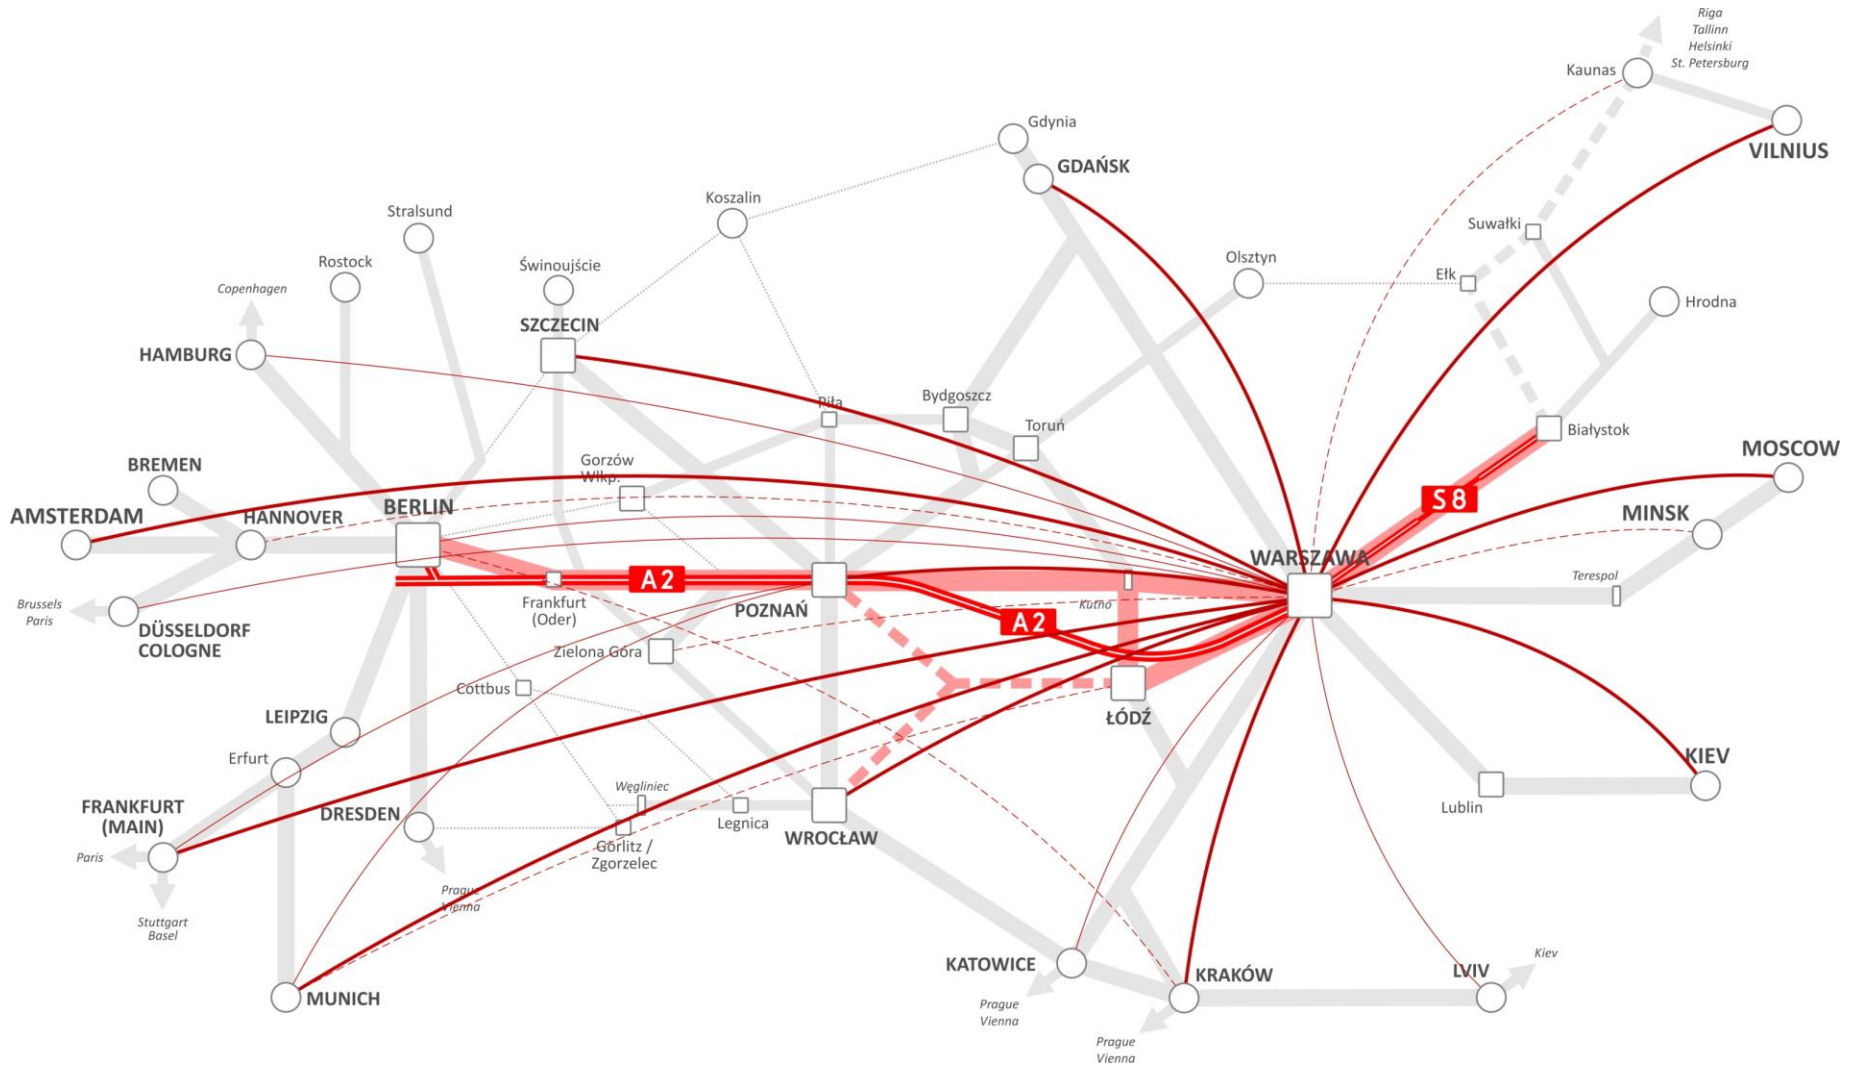 Riga
Tallinn
Helsinki
St. Petersburg
Kaunas
VILNIUS
Gdynia
GDAŃSK
Koszalin
Stralsund
Suwałki
Rostock
Świnoujście
Olsztyn
Ełk
Copenhagen
Hrodna
SZCZECIN
HAMBURG
Piła
Bydgoszcz
Toruń
Białystok
MOSCOW
BREMEN
Gorzów
Wlkp.
S 8
AMSTERDAM
HANNOVER
BERLIN
MINSK
WARSZAWA
A 2
Terespol
Brussels
Paris
DÜSSELDORF
COLOGNE
Frankfurt
(Oder)
POZNAŃ
Kutno
A 2
Zielona Góra
Cottbus
LEIPZIG
ŁÓDŹ
Erfurt
KIEV
FRANKFURT
(MAIN)
DRESDEN
Węgliniec
Legnica
WROCŁAW
Lublin
Görlitz /
Zgorzelec
Paris
Prague
Vienna
Stuttgart
Basel
MUNICH
KATOWICE
KRAKÓW
LVIV
Kiev
Prague
Vienna
Prague
Vienna